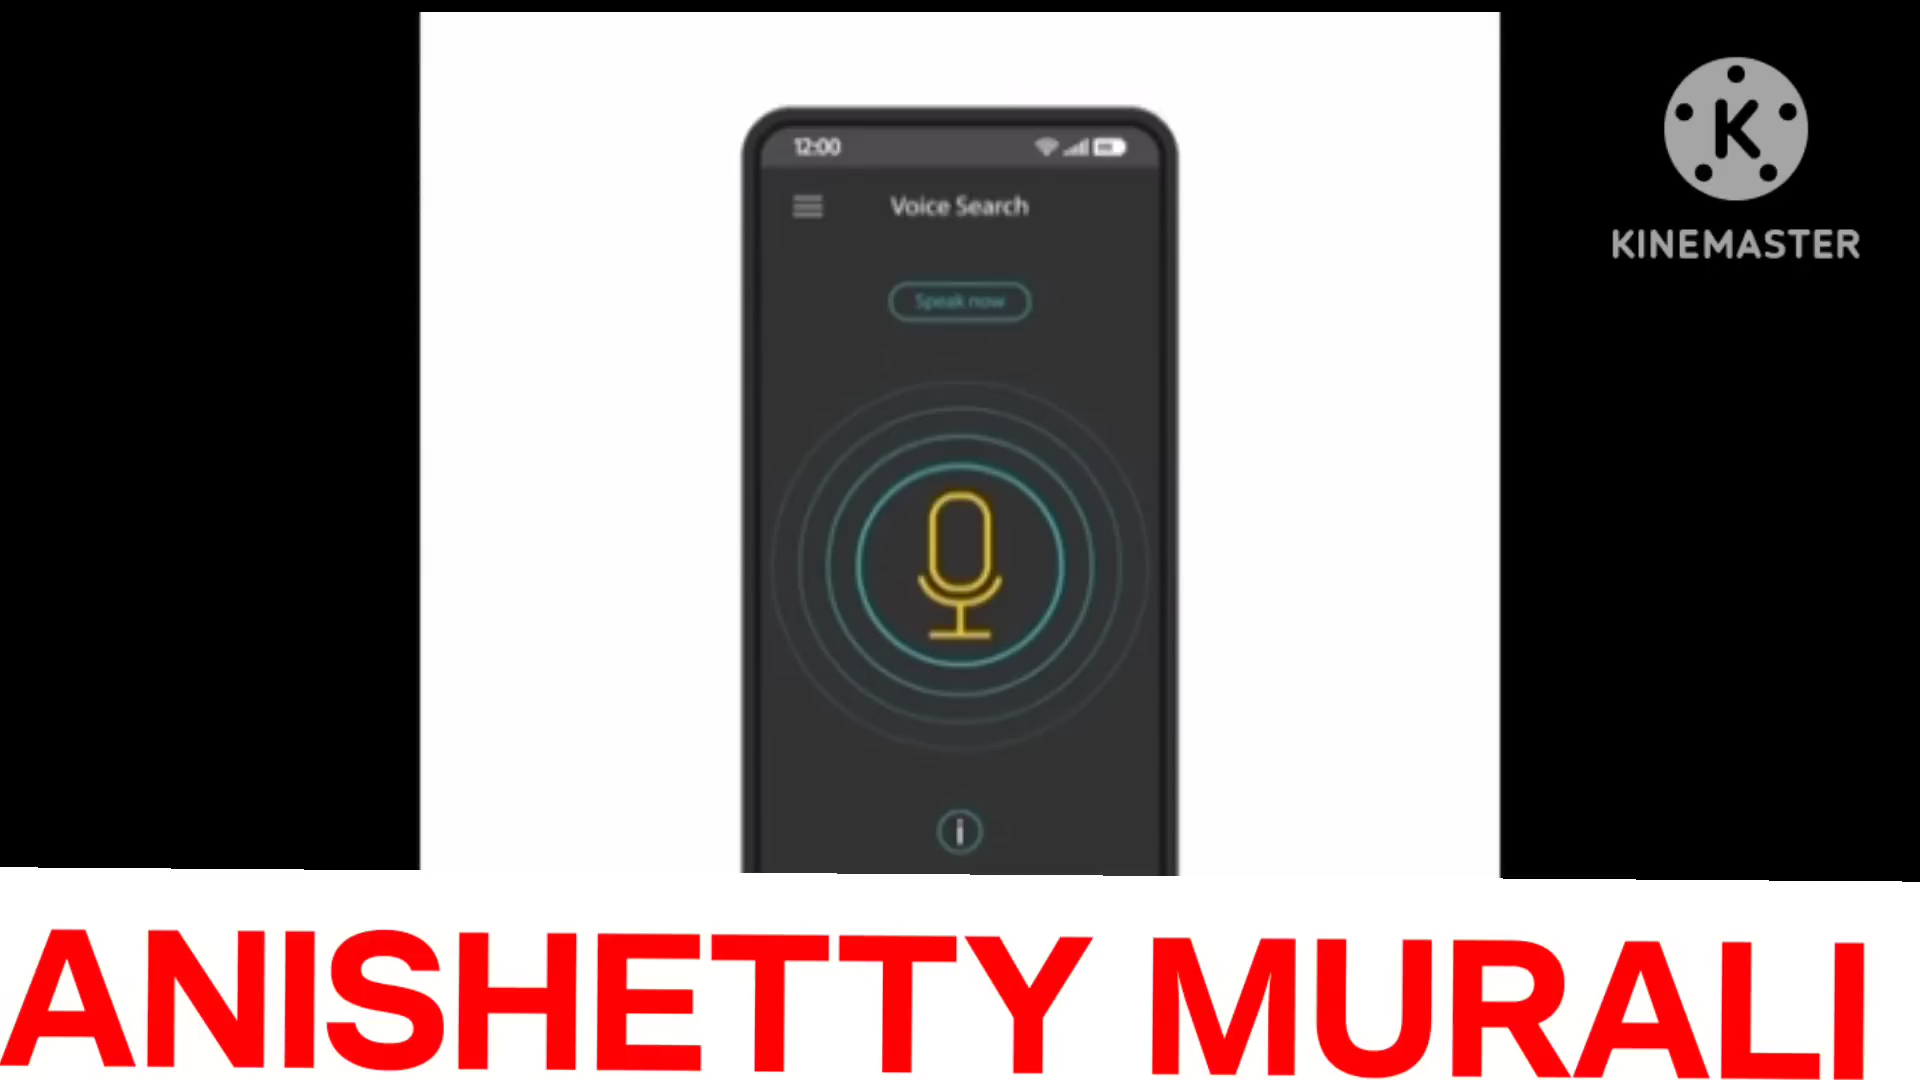 12:00
Voice Search
Speak now
K
KINEMASTER
i
ANISHETTY MURALI